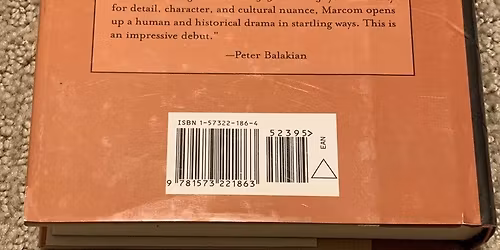 for detail, character, and cultural nuance, Marcom opens
up a human and historical drama in startling ways. This is
an impressive debut."
—Peter Balakian
ISBN 1-57322-186-4
52395>
EAN
9 781573 221863